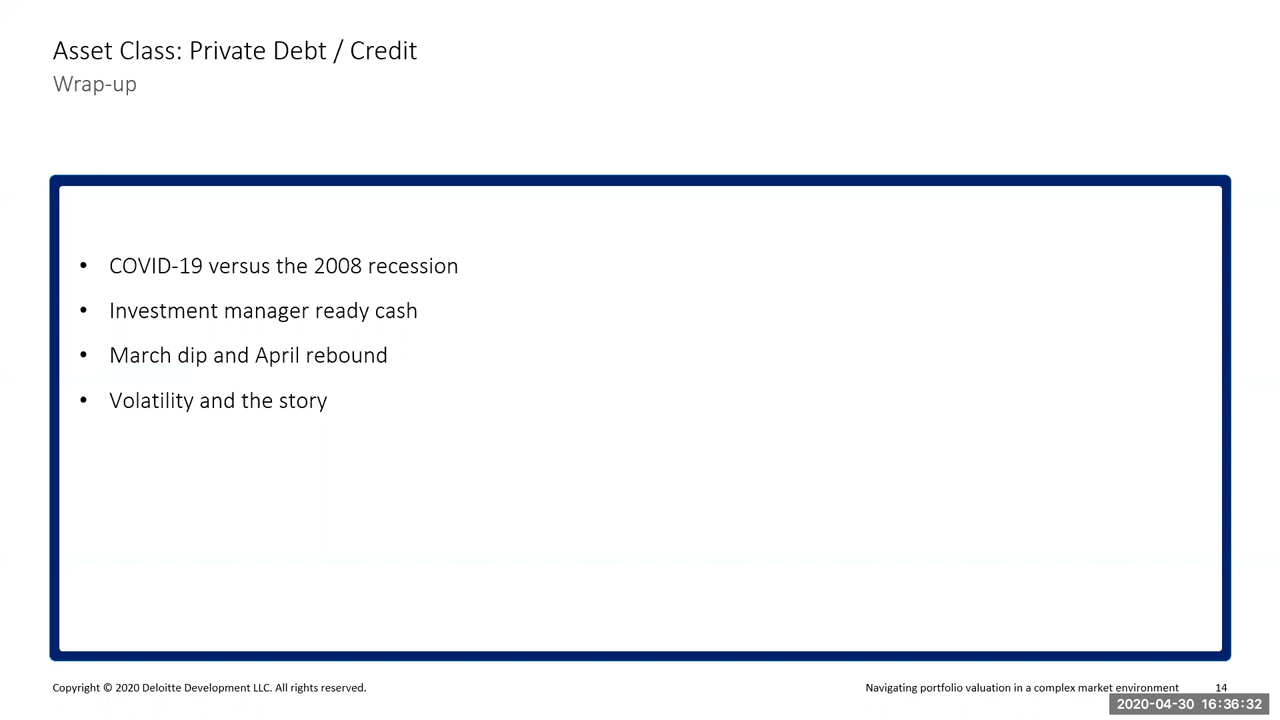 Asset Class: Private Debt / Credit
Wrap-up
• COVID-19 versus the 2008 recession
• Investment manager ready cash
• March dip and April rebound
• Volatility and the story
Copyright © 2020 Deloitte Development LLC. All rights reserved.
Navigating portfolio valuation in a complex market environment 14
2020-04-30 16:36:32